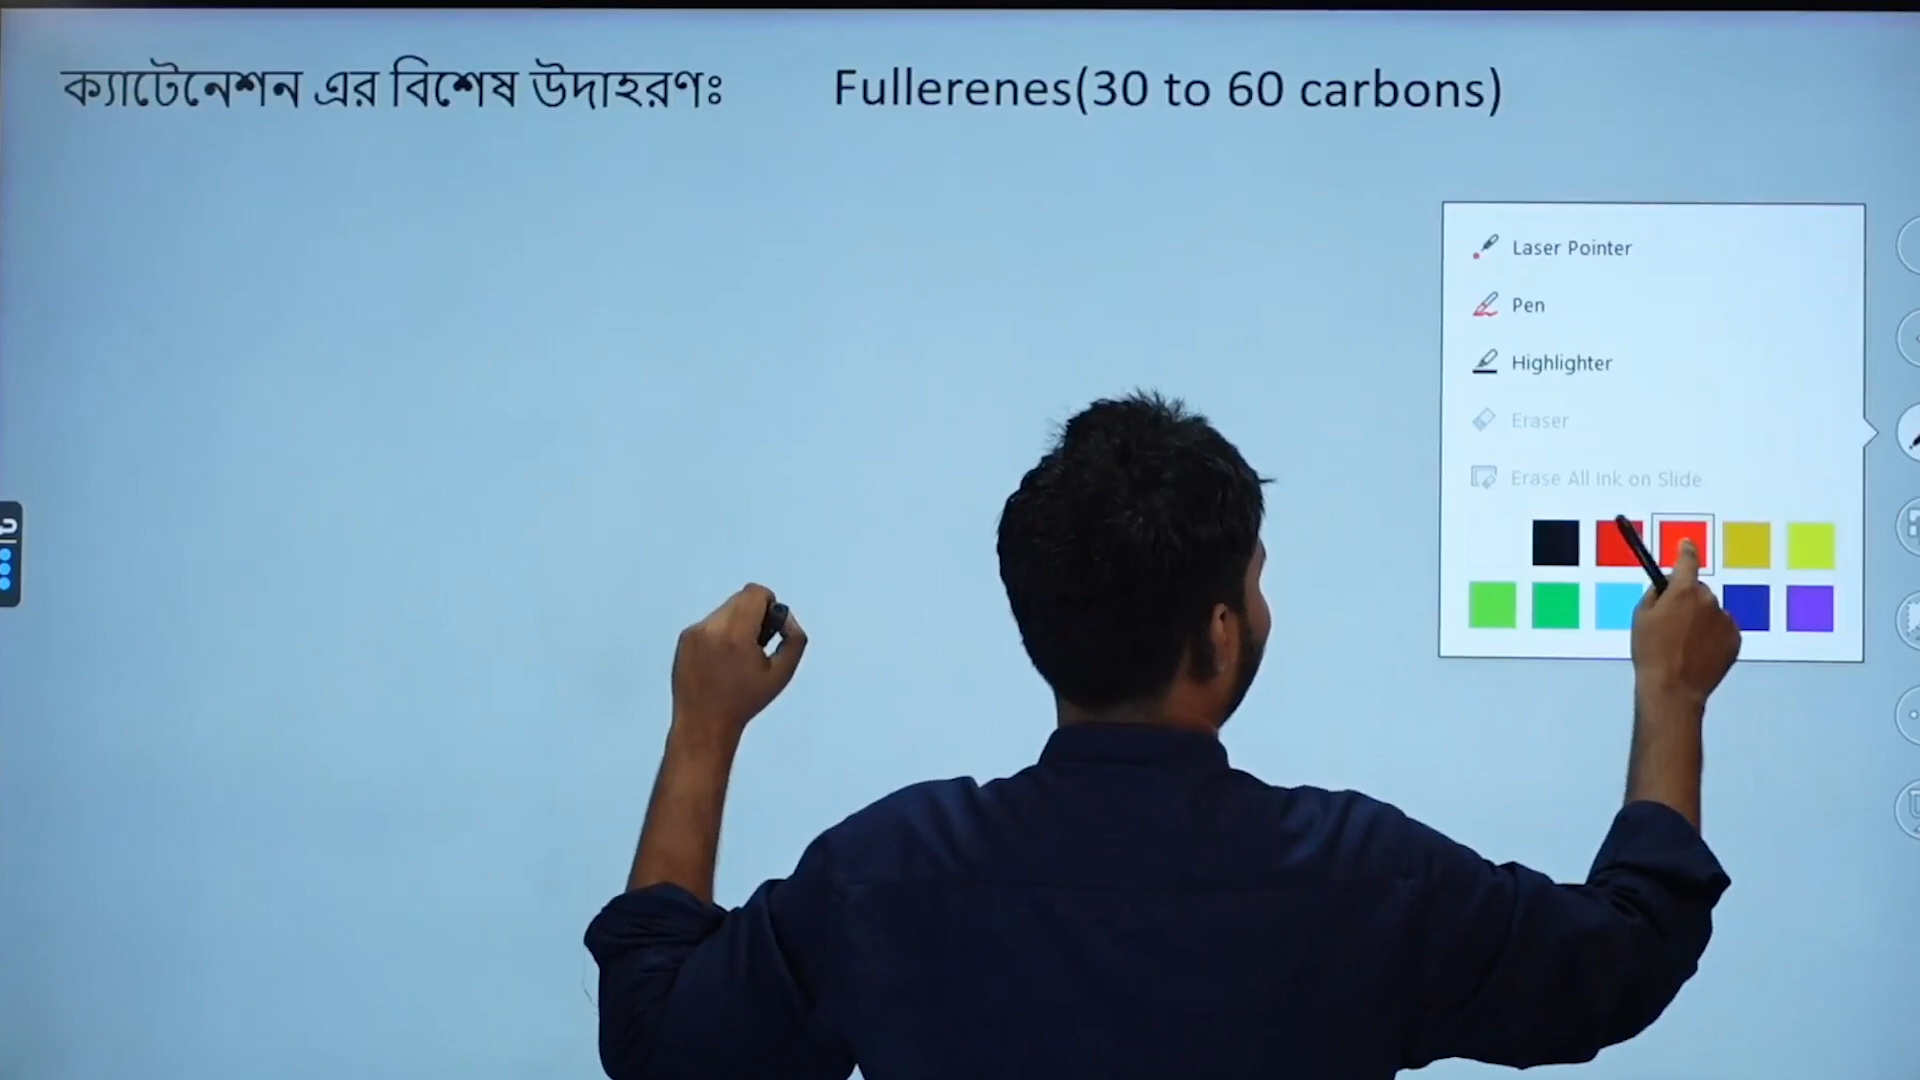 ক্যাটেনেশন এর বিশেষ উদাহরণঃ Fullerenes(30 to 60 carbons)
Laser Pointer
Pen
Highlighter
Eraser
Erase All Ink on Slide